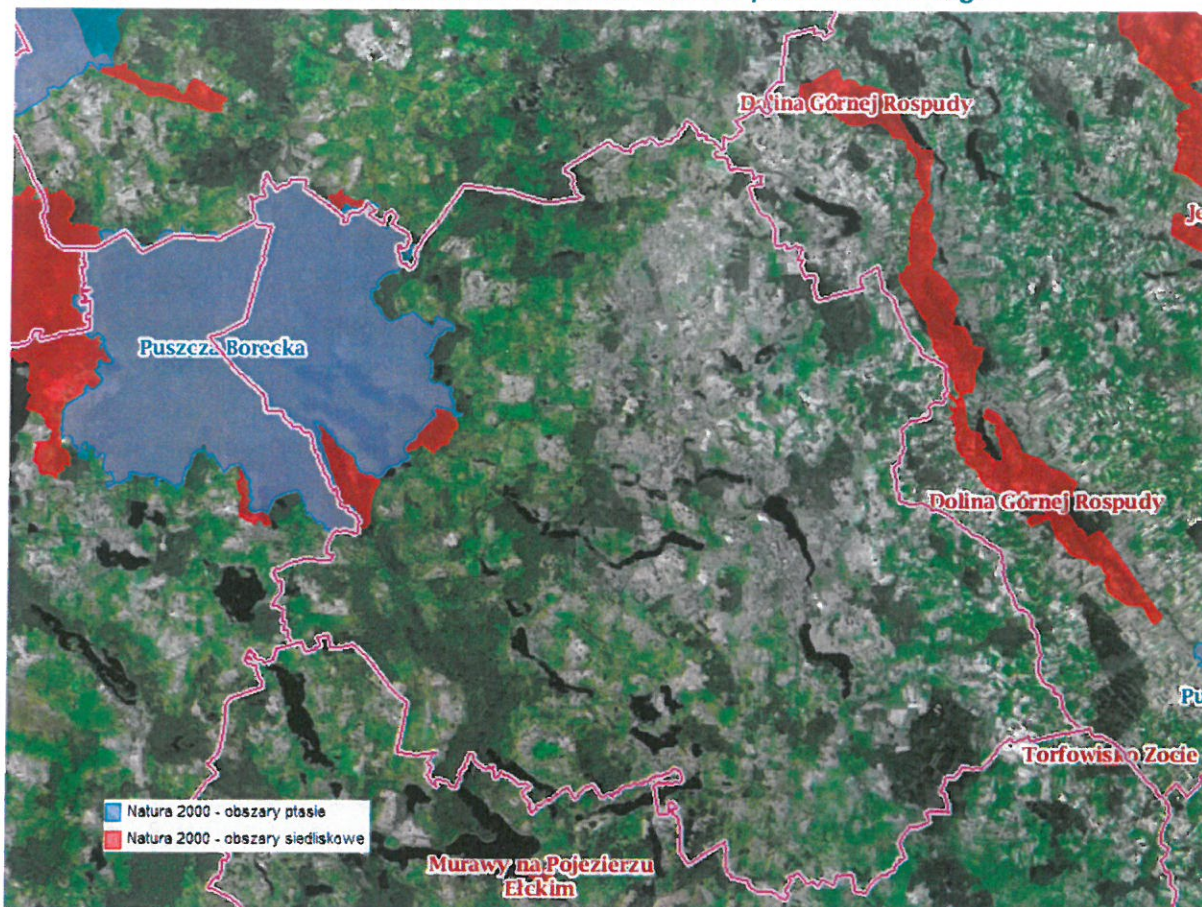 Dolina Górnej Rospudy
Puszcza Borecka
Dolina Górnej Rospudy
Pu
Torfowisko Zocie
Natura 2000 - obszary ptasie
Natura 2000 - obszary siedliskowe
Murawy na Pojezierzu
Ełckim